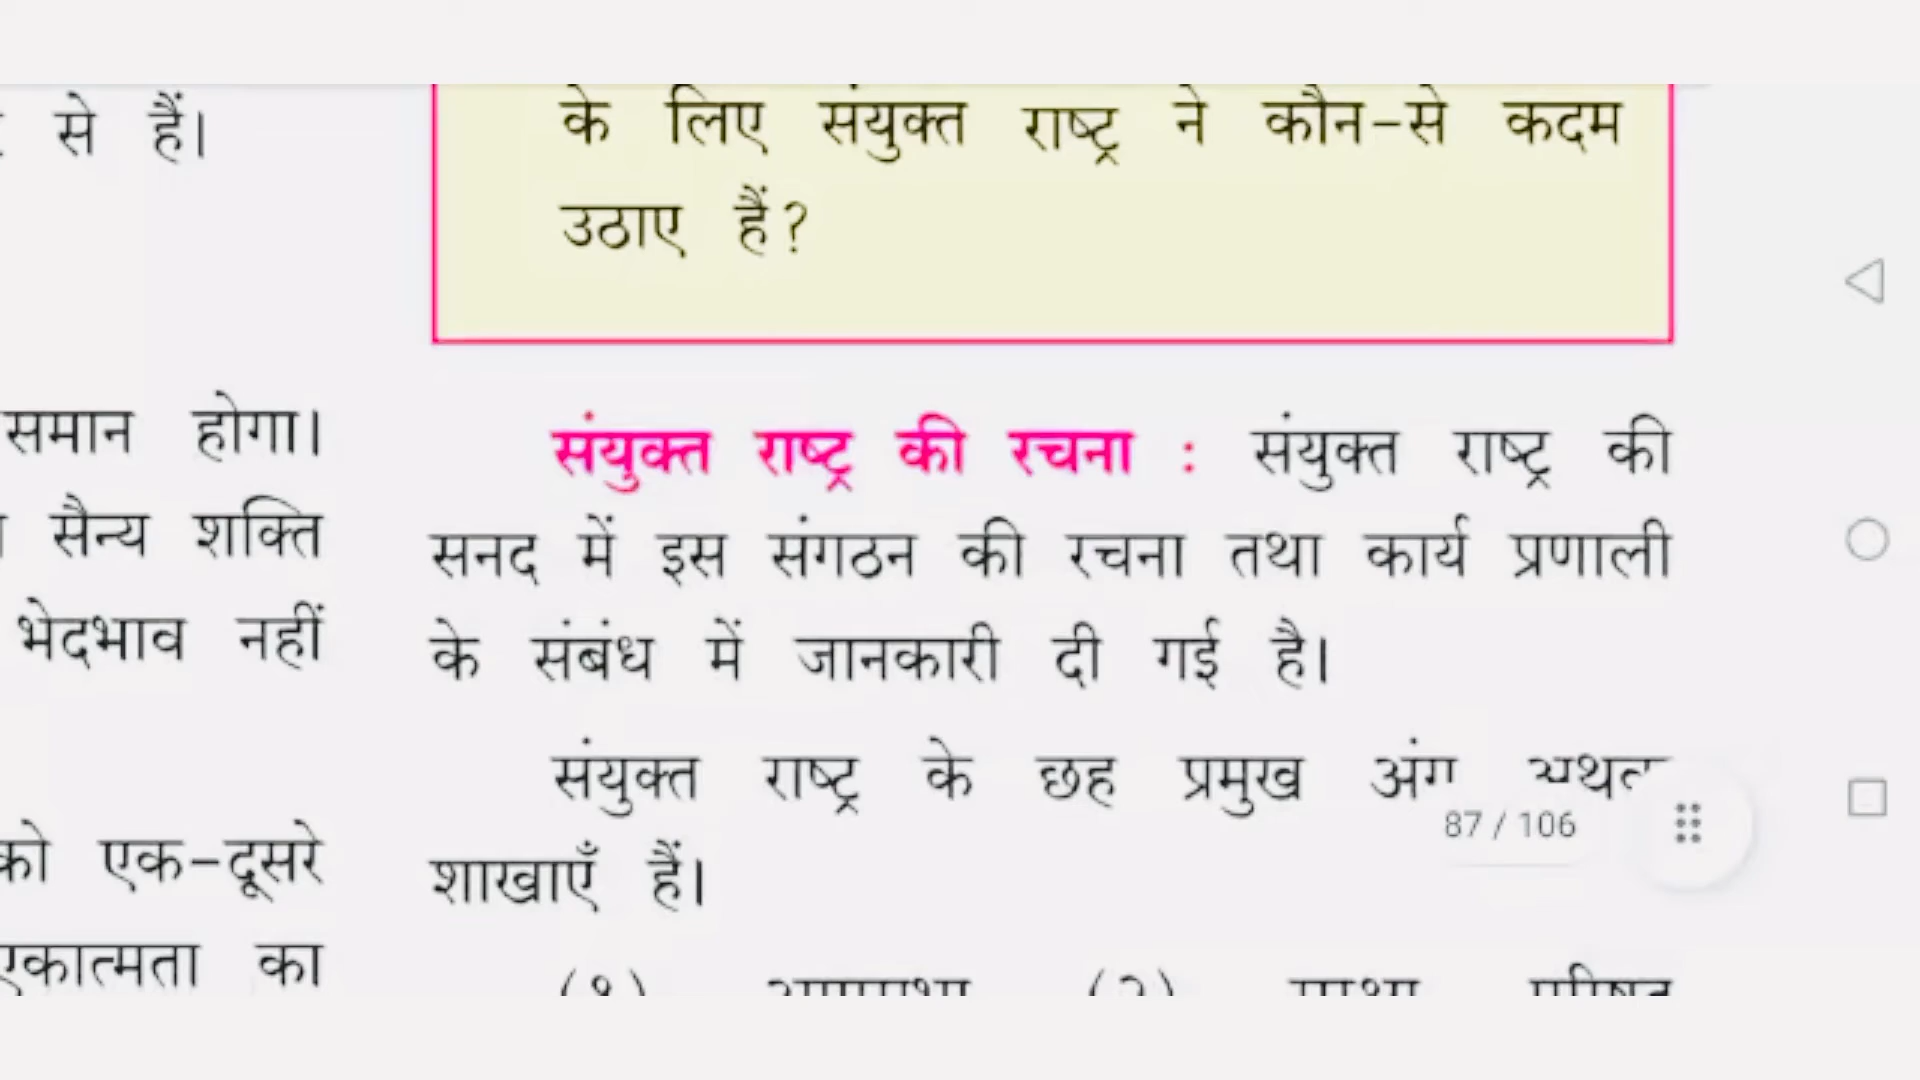 से हैं।
समान होगा।
सैन्य शक्ति
भेदभाव नहीं
को एक-दूसरे
एकात्मता का
के लिए संयुक्त राष्ट्र ने कौन-से कदम
उठाए हैं?
संयुक्त राष्ट्र की रचना : संयुक्त राष्ट्र की
सनद में इस संगठन की रचना तथा कार्य प्रणाली
के संबंध में जानकारी दी गई है।
संयुक्त राष्ट्र के छह प्रमुख अंग अथवा
शाखाएँ हैं।
87 / 106